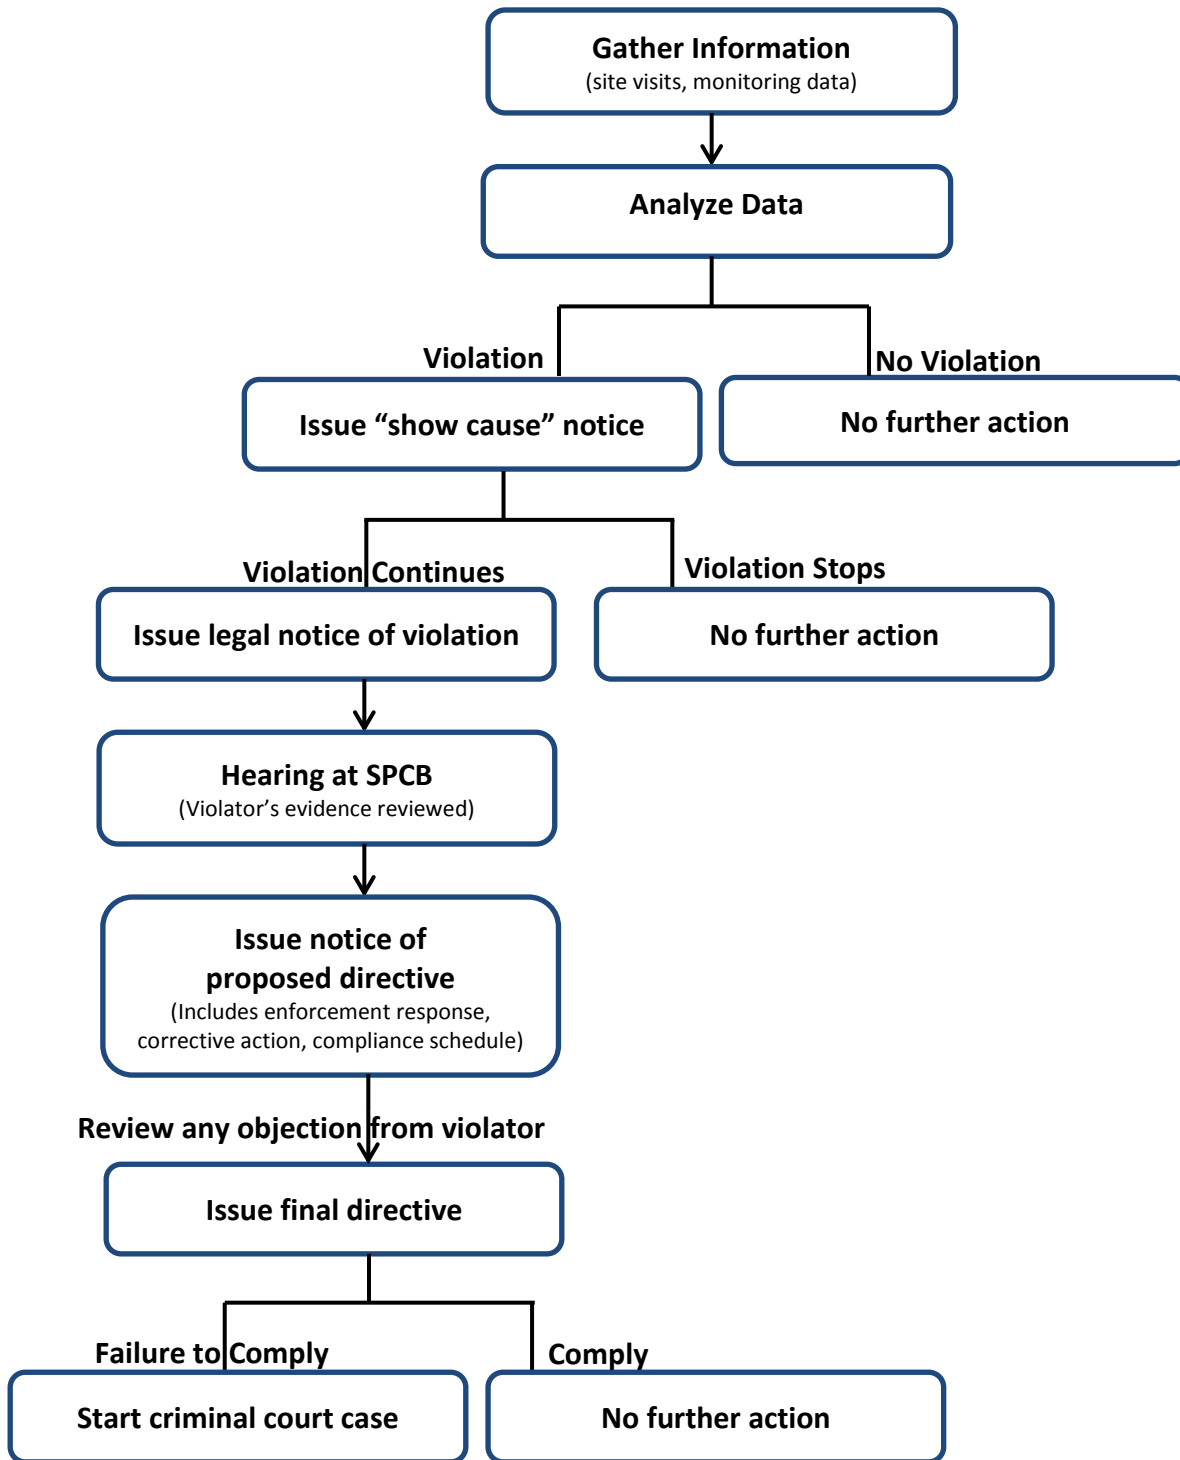 Gather Information
(site visits, monitoring data)
Analyze Data
Violation
No Violation
Issue “show cause” notice
No further action
Violation Continues
Violation Stops
Issue legal notice of violation
No further action
Hearing at SPCB
(Violator’s evidence reviewed)
Issue notice of
proposed directive
(Includes enforcement response,
corrective action, compliance schedule)
Review any objection from violator
Issue final directive
Failure to Comply
Comply
Start criminal court case
No further action